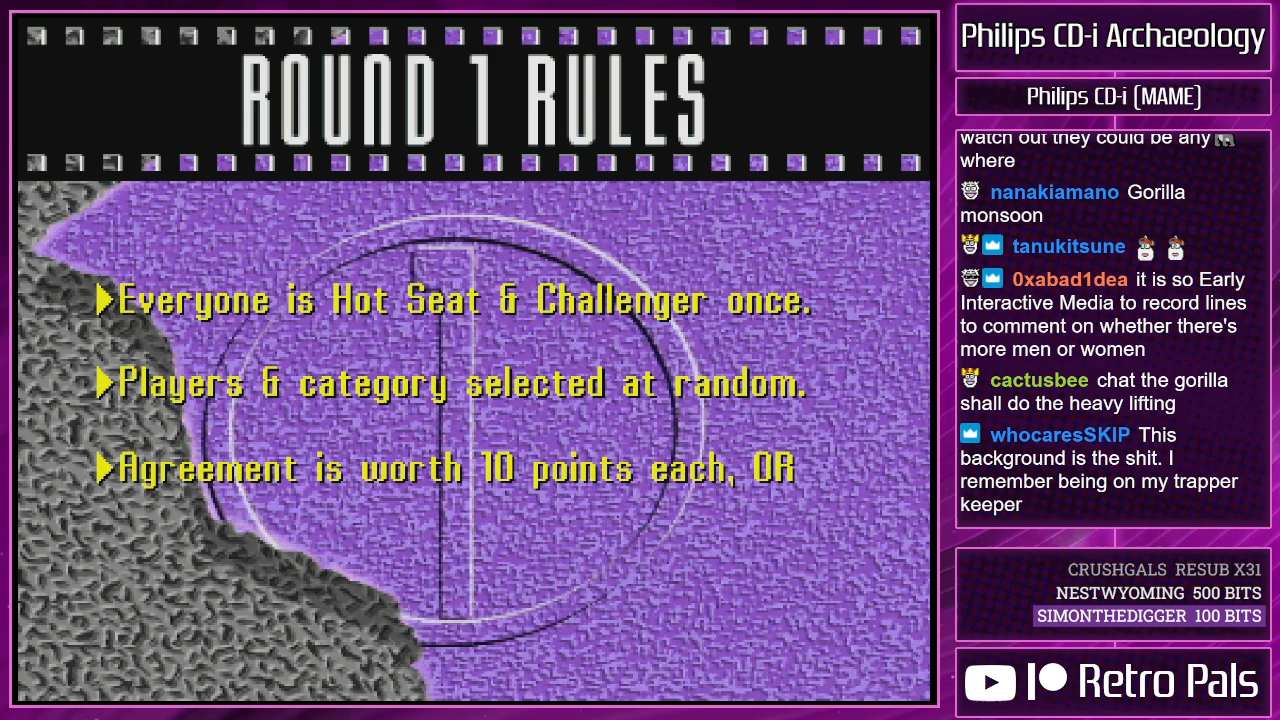 ROUND 1 RULES
Everyone is Hot Seat & Challenger once.
Players & category selected at random.
Agreement is worth 10 points each, OR
Philips CD-i Archaeology
Philips CD-i (MAME)
watch out they could be any
where
nanakiamano Gorilla
monsoon
tanukitsune
0xabad1dea it is so Early
Interactive Media to record lines
to comment on whether there's
more men or women
cactusbee chat the gorilla
shall do the heavy lifting
whocaresSKIP This
background is the shit. I
remember being on my trapper
keeper
CRUSHGALS RESUB X31
NESTWYOMING 500 BITS
SIMONTHEDIGGER 100 BITS
Retro Pals